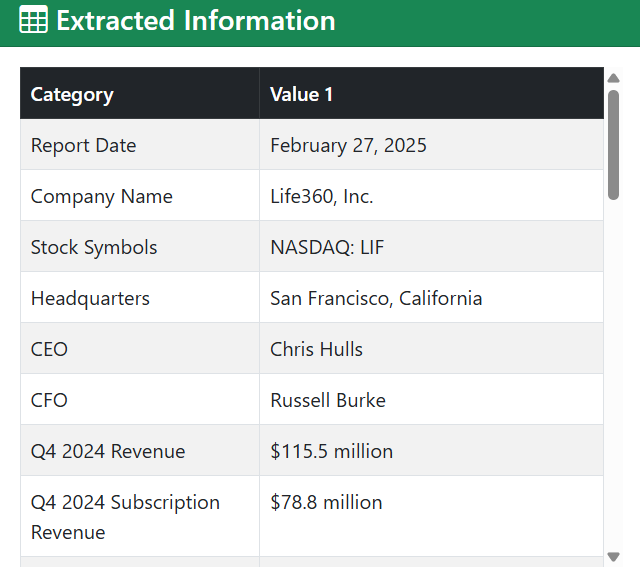 Extracted Information
Category Value 1
Report Date February 27, 2025
Company Name Life360, Inc.
Stock Symbols NASDAQ: LIF
Headquarters San Francisco, California
CEO Chris Hulls
CFO Russell Burke
Q4 2024 Revenue $115.5 million
Q4 2024 Subscription $78.8 million
Revenue